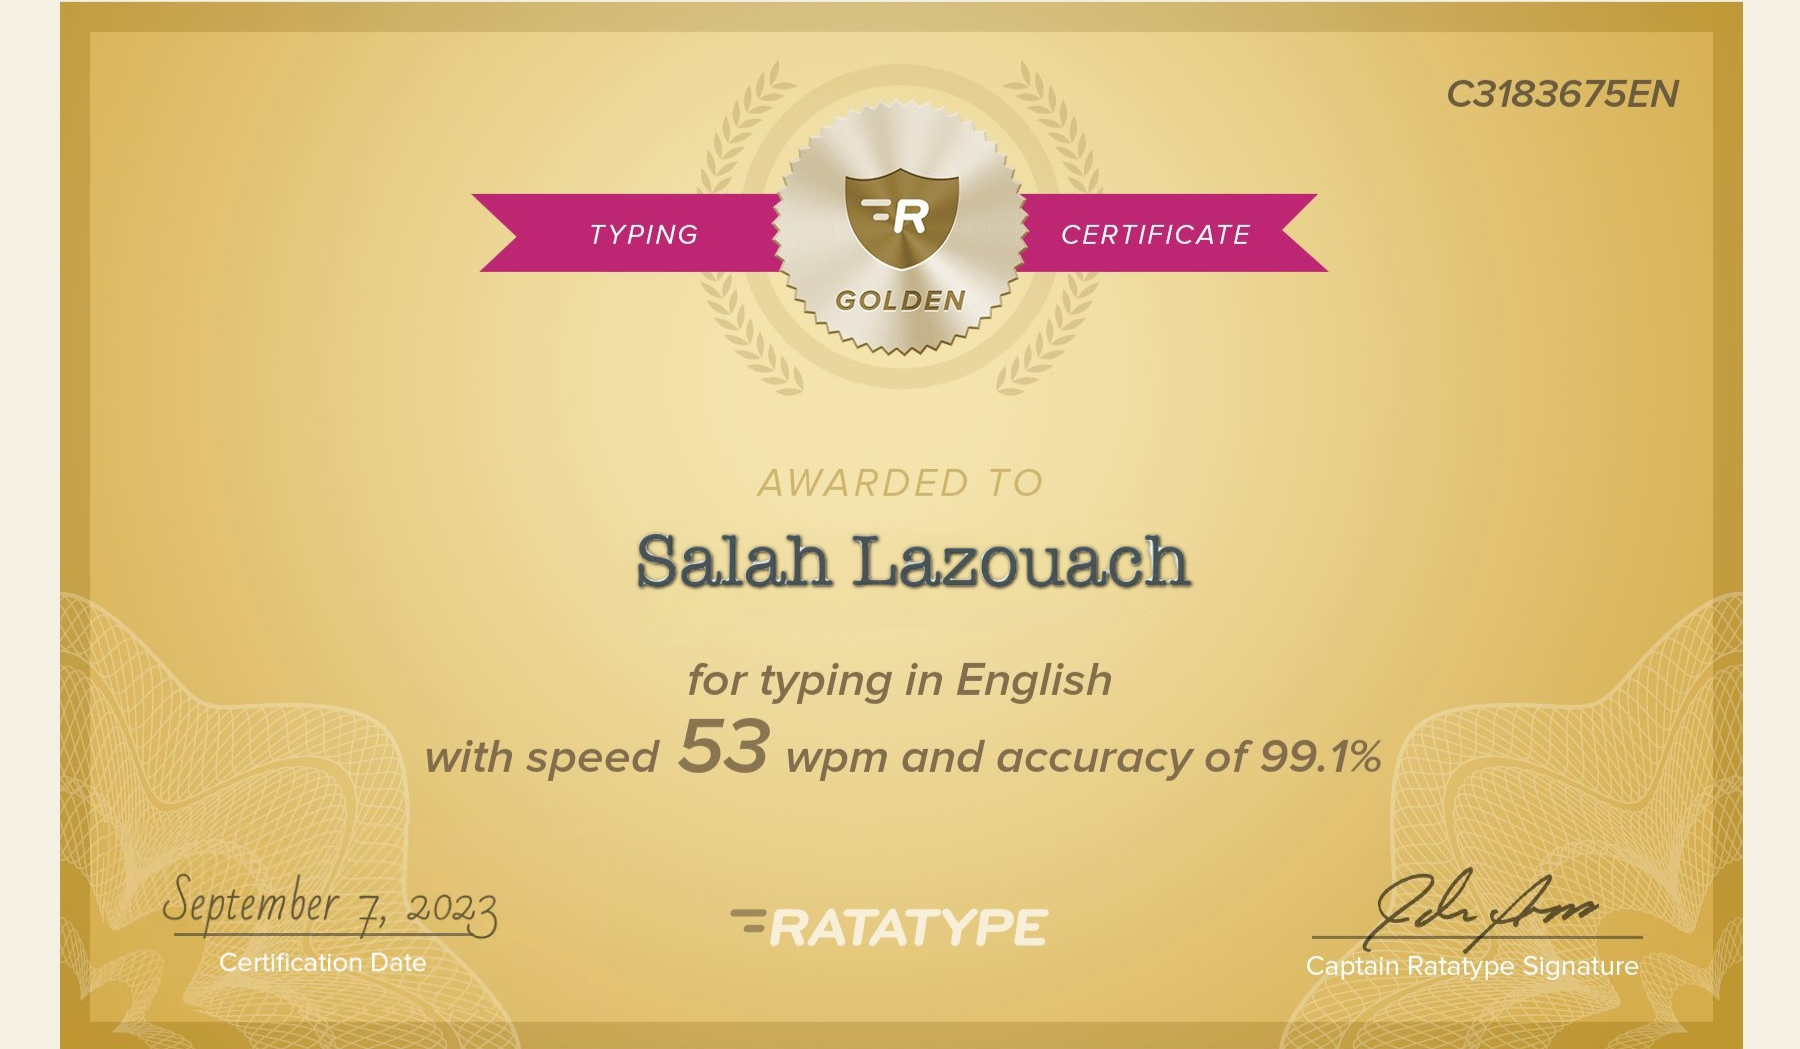 C3183675EN
TYPING
CERTIFICATE
R
GOLDEN
AWARDED TO
Salah Lazouach
for typing in English
with speed 53 wpm and accuracy of 99.1%
September 7, 2023
Certification Date
RATATYPE
Captain Ratatype Signature